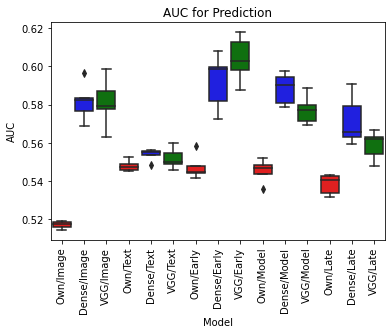 AUC for Prediction
AUC
0.62
0.60
0.58
0.56
0.54
0.52
Own/Image
Dense/Image
VGG/Image
Own/Text
Dense/Text
VGG/Text
Own/Early
Dense/Early
VGG/Early
Own/Model
Dense/Model
VGG/Model
Own/Late
Dense/Late
VGG/Late
Model